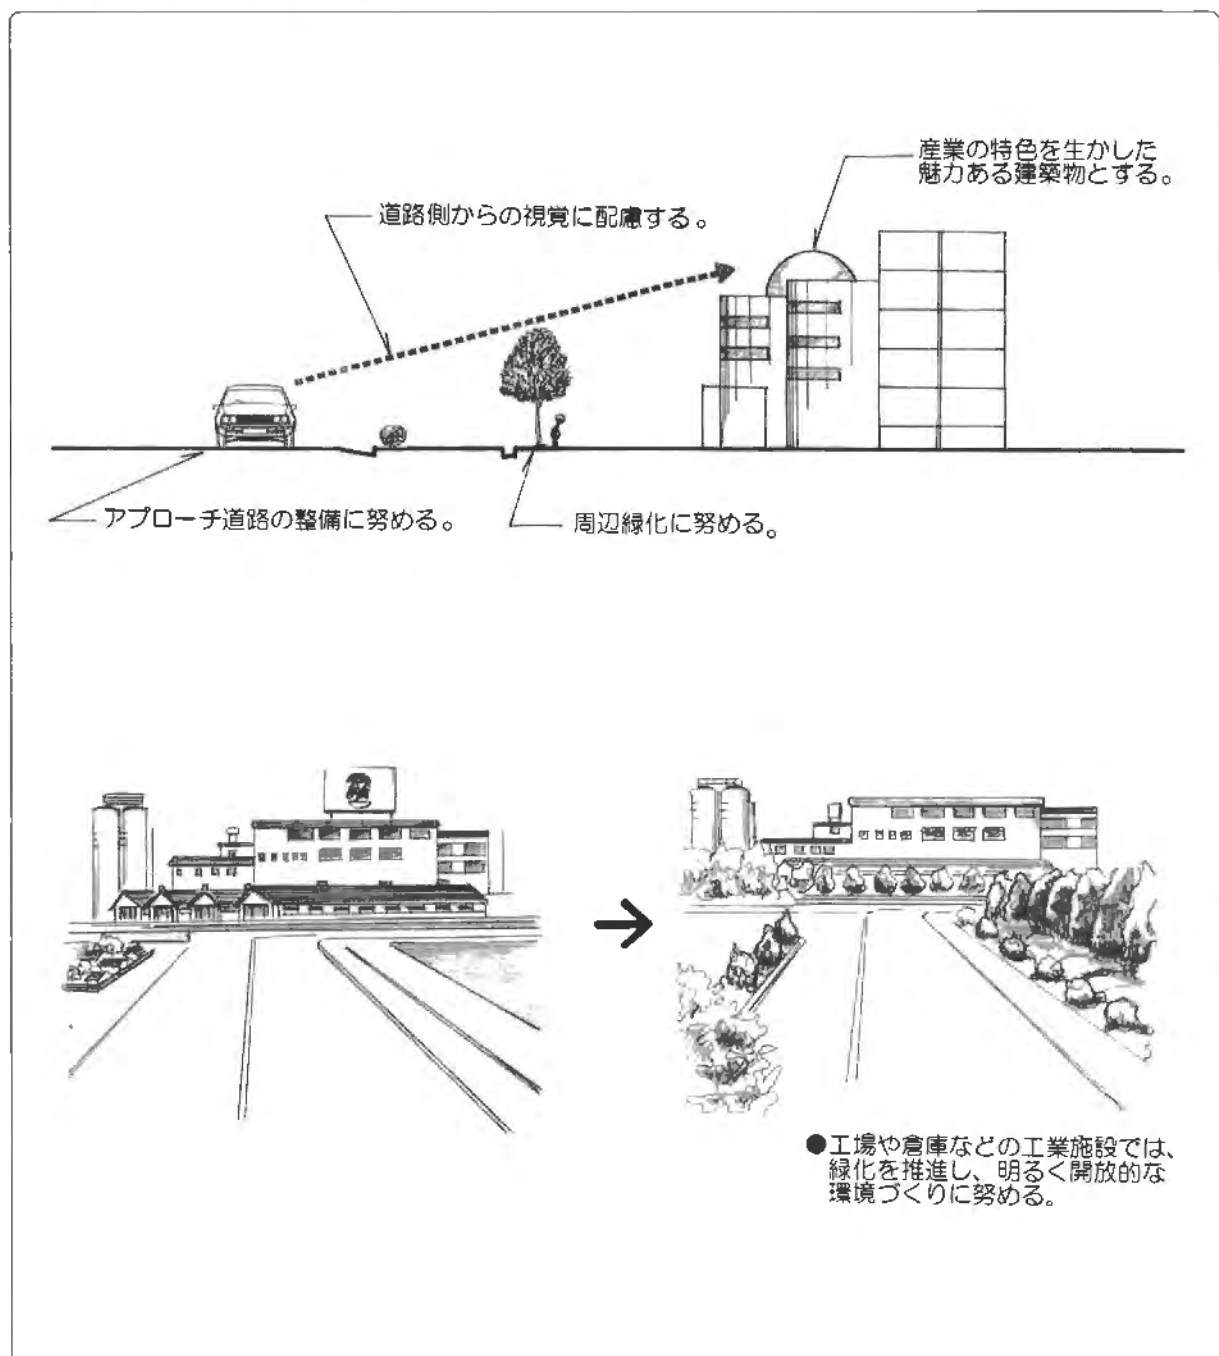 産業の特色を生かした
魅力ある建築物とする。
道路側からの視覚に配慮する。
アプローチ道路の整備に努める。
周辺緑化に努める。
●工場や倉庫などの工業施設では、
緑化を推進し、明るく開放的な
環境づくりに努める。